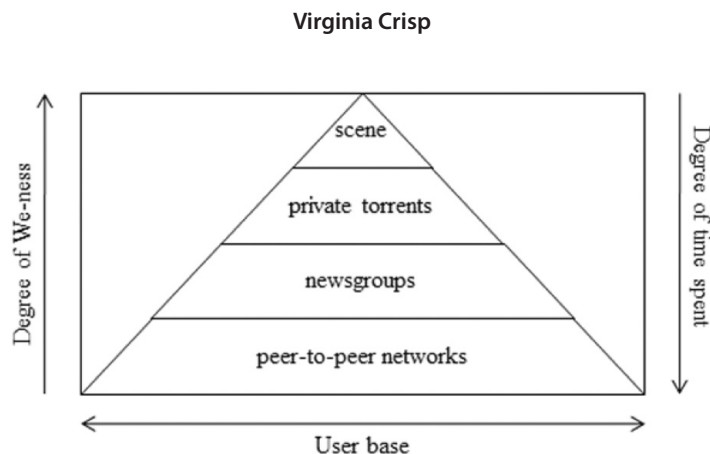 Virginia Crisp
scene
private torrents
newsgroups
peer-to-peer networks
Degree of We-ness
Degree of time spent
User base